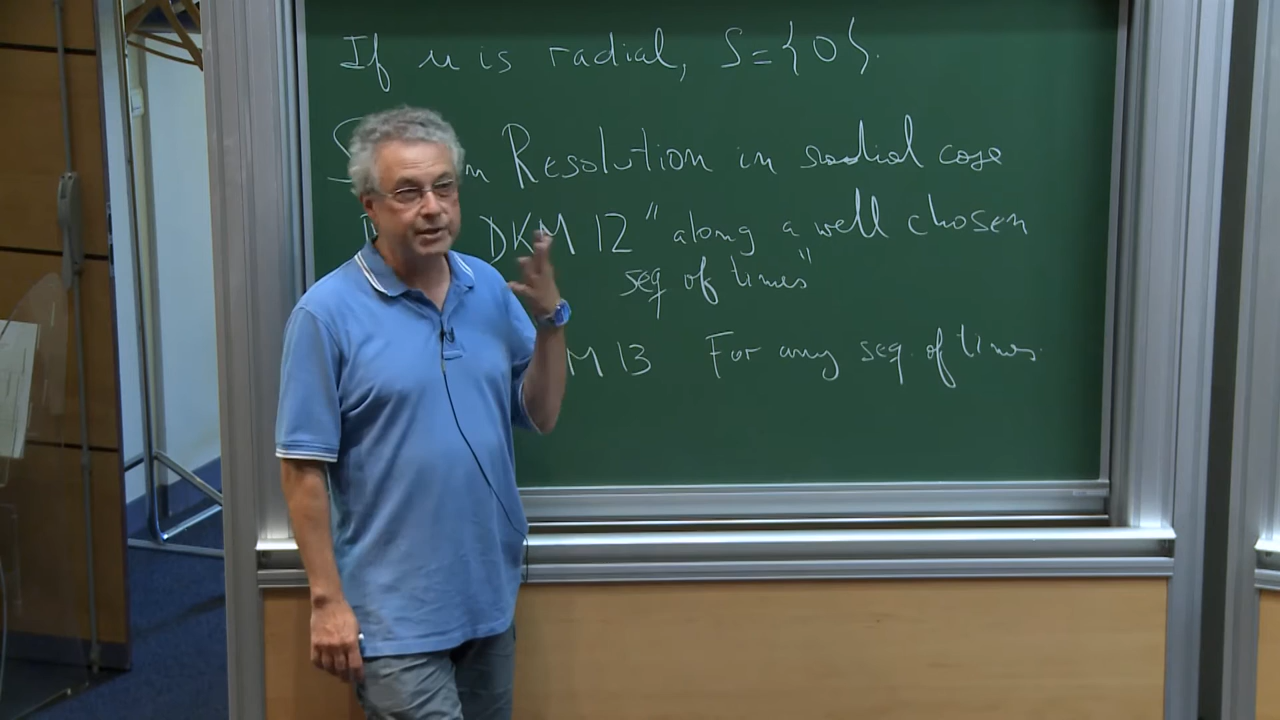 If u is radial, S={0}.
Resolution in radial case
DKM 12 "along a well chosen
seq of times"
M 13 For any seq. of times.